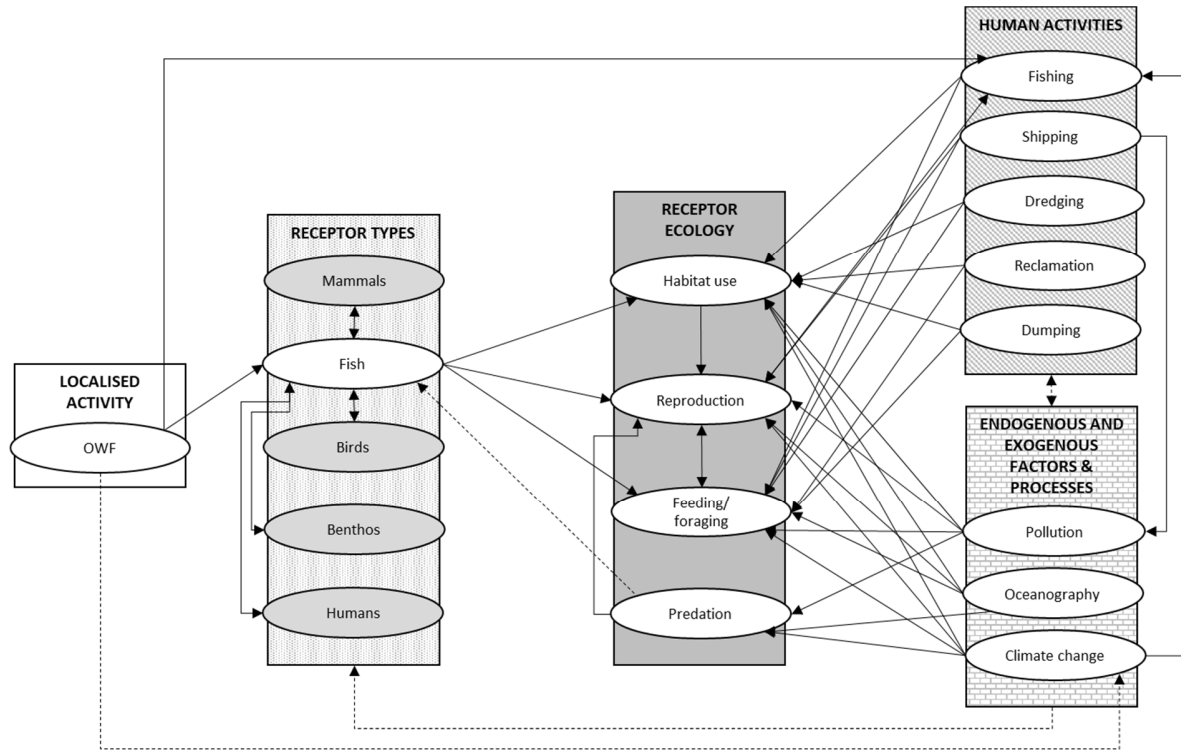 LOCALISED
ACTIVITY
OWF
RECEPTOR TYPES
Mammals
Fish
Birds
Benthos
Humans
RECEPTOR
ECOLOGY
Habitat use
Reproduction
Feeding/
foraging
Predation
HUMAN ACTIVITIES
Fishing
Shipping
Dredging
Reclamation
Dumping
ENDOGENOUS AND
EXOGENOUS
FACTORS &
PROCESSES
Pollution
Oceanography
Climate change